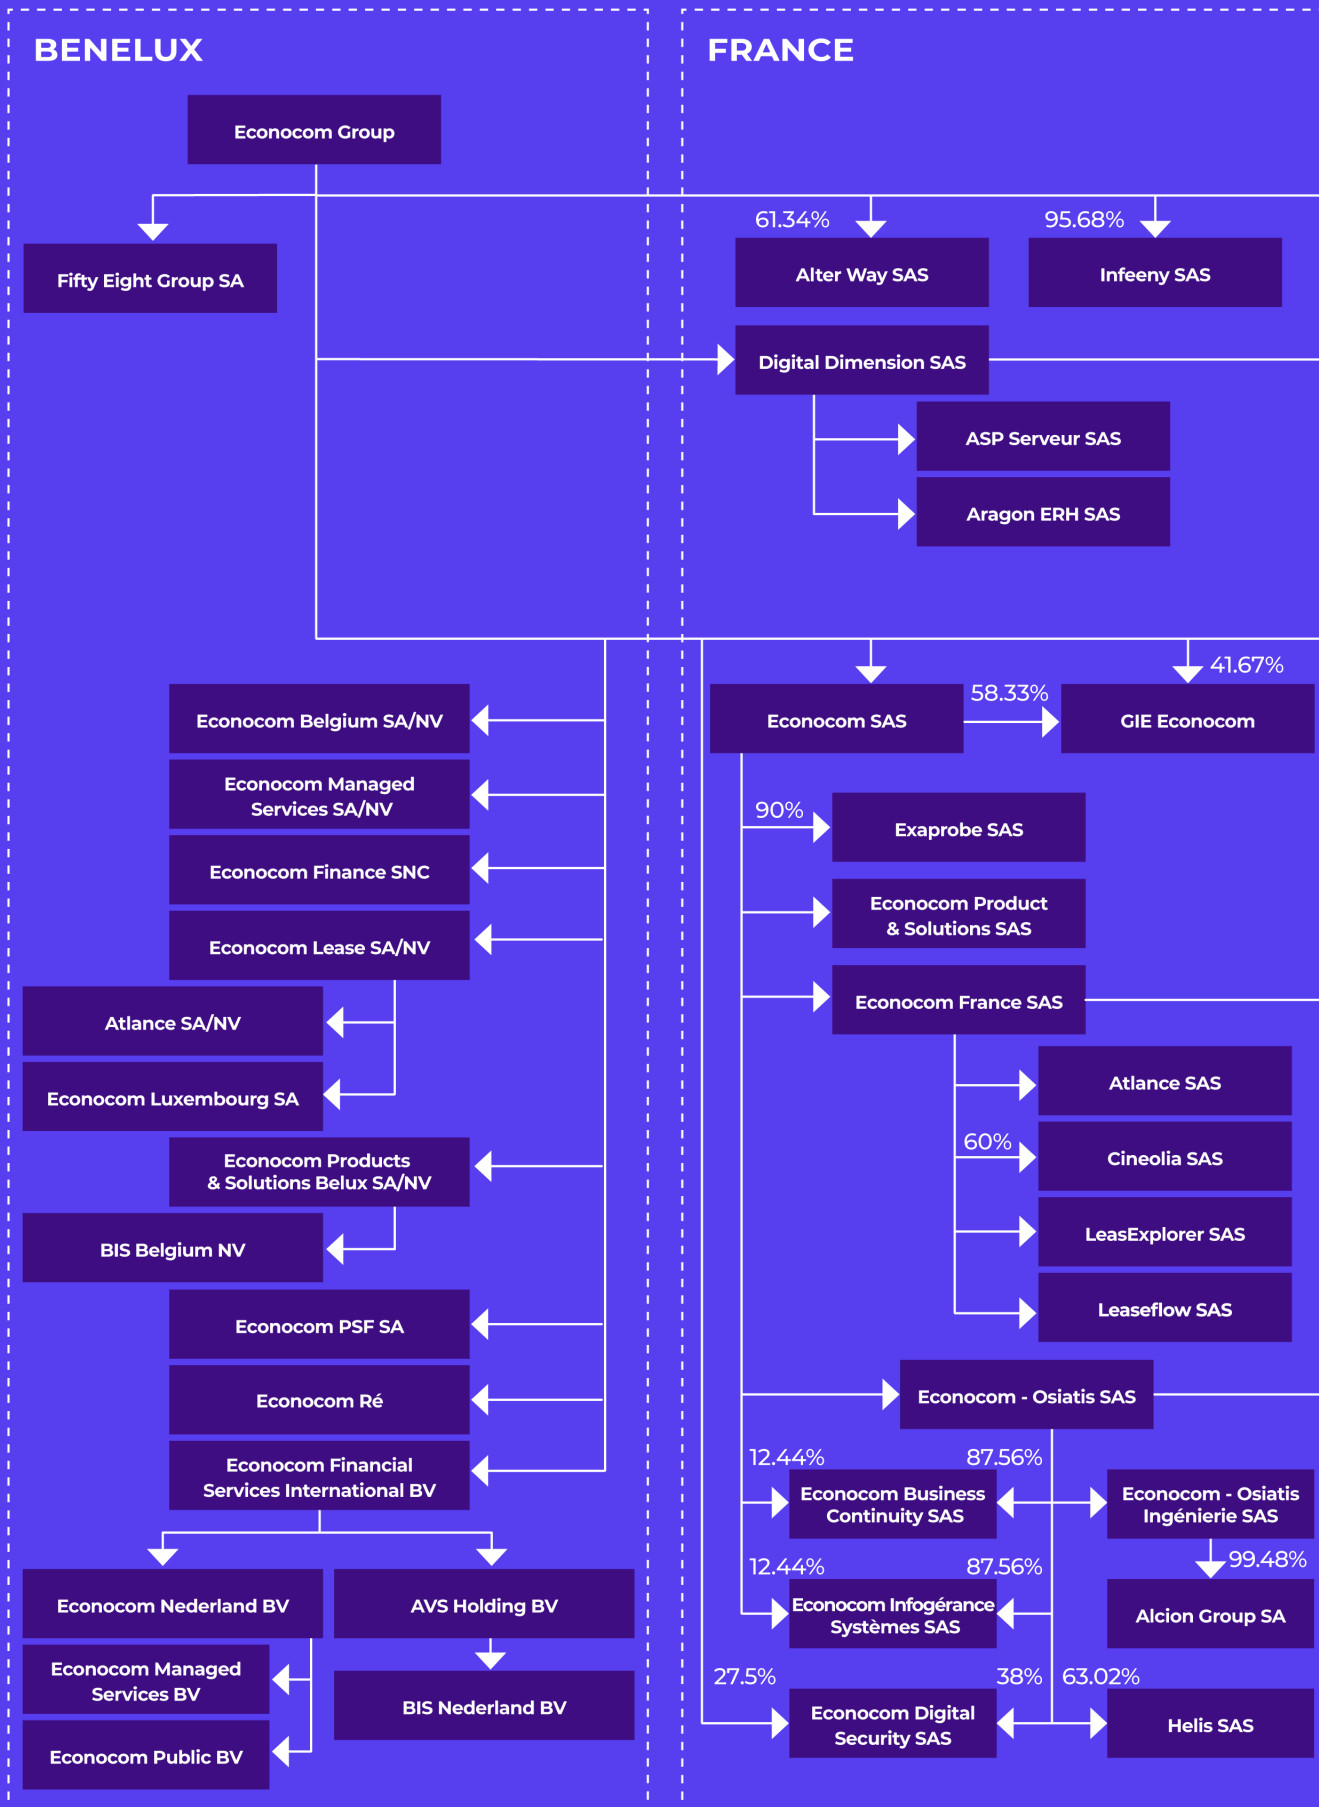 BENELUX
Econocom Group
Fifty Eight Group SA
Econocom Belgium SA/NV
Econocom Managed
Services SA/NV
Econocom Finance SNC
Econocom Lease SA/NV
Atlance SA/NV
Econocom Luxembourg SA
Econocom Products
& Solutions Belux SA/NV
BIS Belgium NV
Econocom PSF SA
Econocom Ré
Econocom Financial
Services International BV
Econocom Nederland BV
AVS Holding BV
Econocom Managed
Services BV
BIS Nederland BV
Econocom Public BV
FRANCE
61.34%
95.68%
Alter Way SAS
Infeeny SAS
Digital Dimension SAS
ASP Serveur SAS
Aragon ERH SAS
41.67%
58.33%
Econocom SAS
GIE Econocom
90%
Exaprobe SAS
Econocom Product
& Solutions SAS
Econocom France SAS
Atlance SAS
60%
Cineolia SAS
LeasExplorer SAS
Leaseflow SAS
Econocom - Osiatis SAS
12.44%
87.56%
Econocom Business
Continuity SAS
Econocom - Osiatis
Ingénierie SAS
99.48%
12.44%
87.56%
Econocom Infogérance
Systèmes SAS
Alcion Group SA
27.5%
38%
63.02%
Econocom Digital
Security SAS
Helis SAS